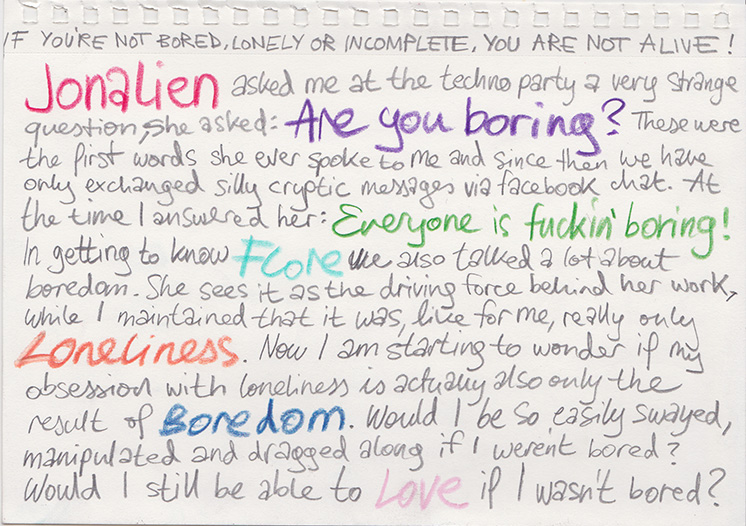 IF YOU'RE NOT BORED, LONELY OR INCOMPLETE, YOU ARE NOT ALIVE!
Jonalien asked me at the techno party a very strange
question, she asked: Are you boring? These were
the first words she ever spoke to me and since then we have
only exchanged silly cryptic messages via facebook chat. At
the time I answered her: Everyone is fuckin' boring!
In getting to know Flore we also talked a lot about
boredom. She sees it as the driving force behind her work,
while I maintained that it was, like for me, really only
Loneliness. Now I am starting to wonder if my
obsession with loneliness is actually also only the
result of Boredom. Would I be so easily swayed,
manipulated and dragged along if I weren't bored?
Would I still be able to Love if I wasn't bored?